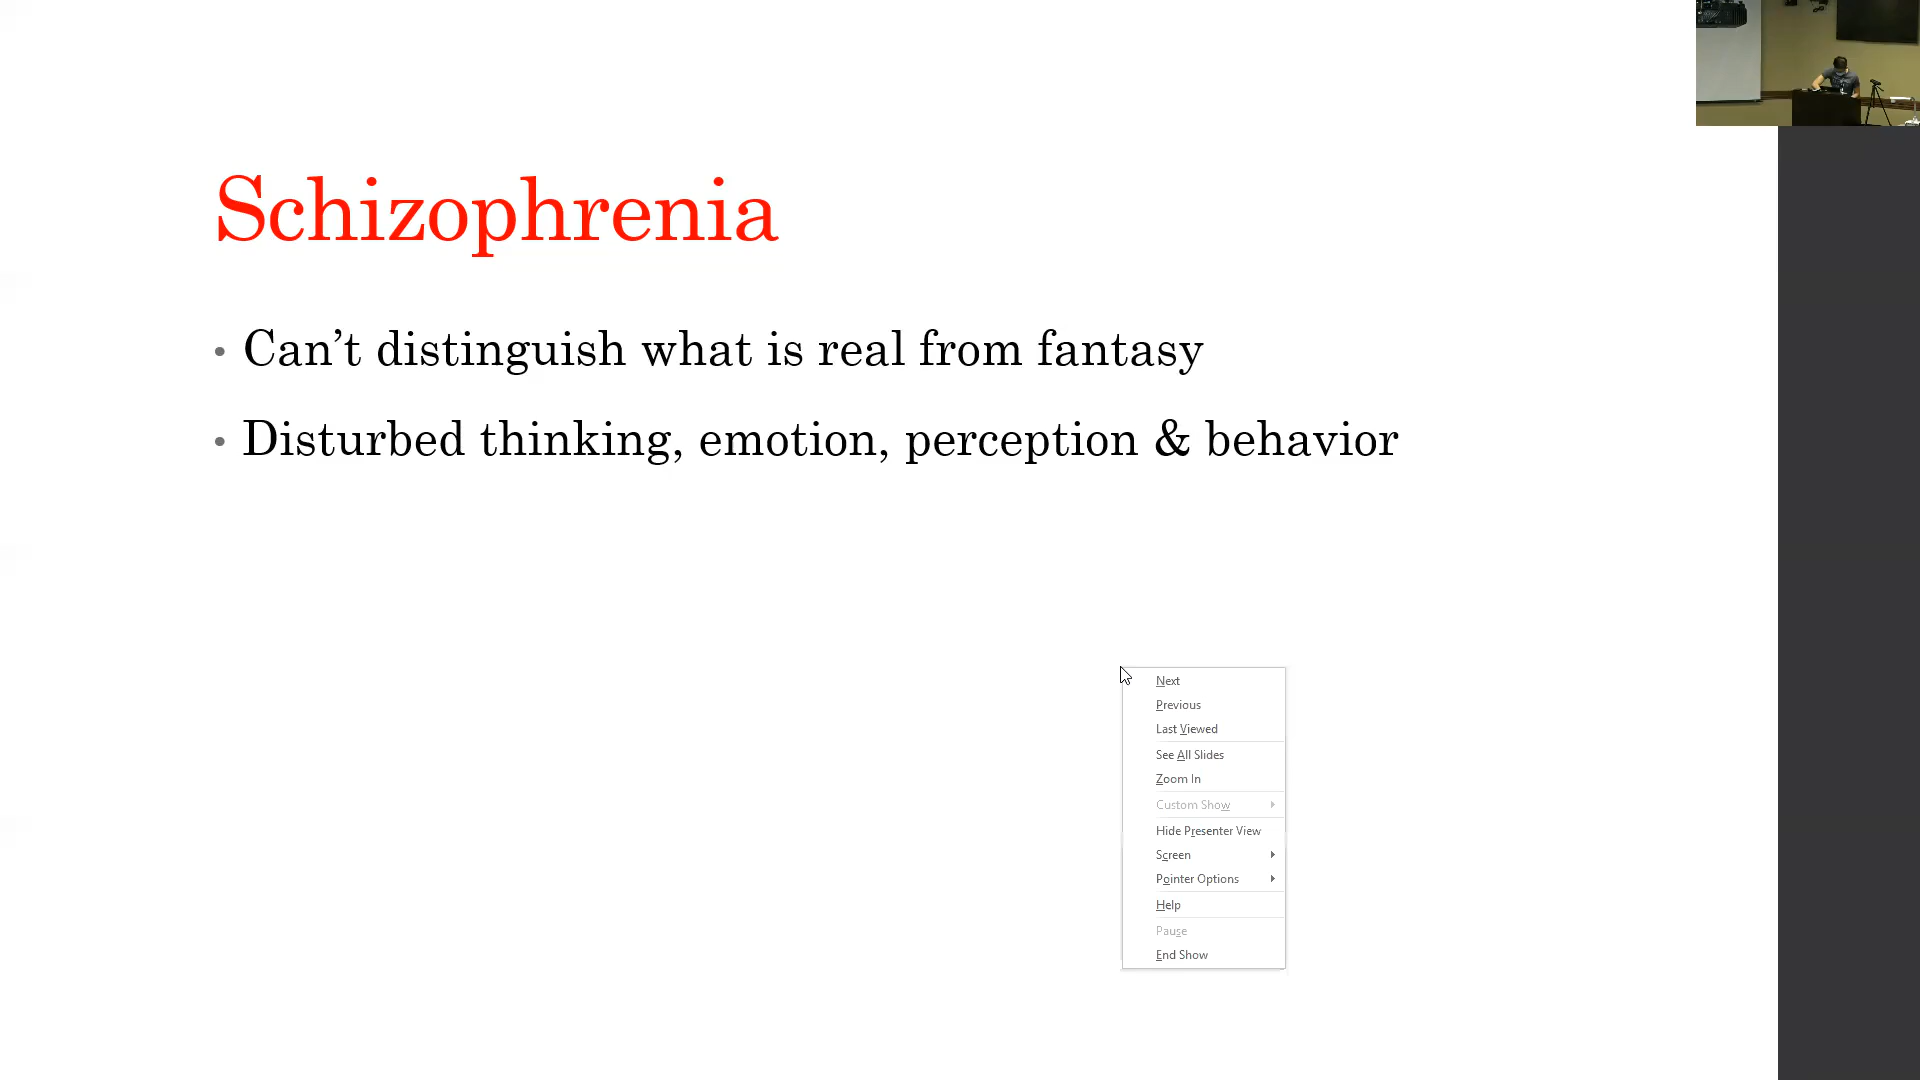 Schizophrenia
• Can’t distinguish what is real from fantasy
• Disturbed thinking, emotion, perception & behavior
Next
Previous
Last Viewed
See All Slides
Zoom In
Custom Show
Hide Presenter View
Screen
Pointer Options
Help
Pause
End Show